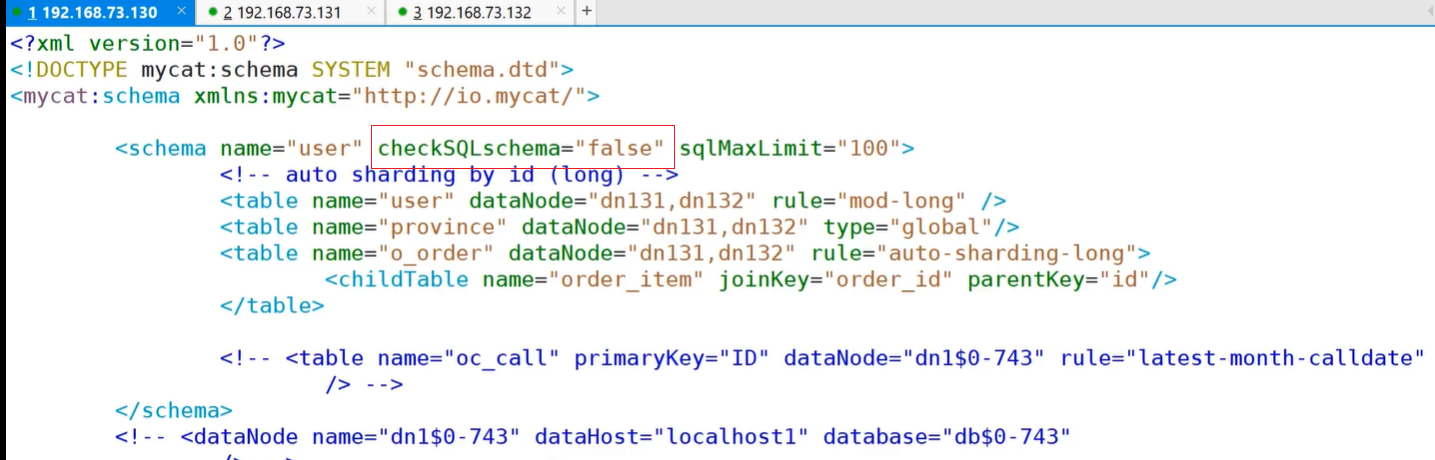 1 192.168.73.130 × 2 192.168.73.131 × 3 192.168.73.132 × +
<?xml version="1.0"?>
<!DOCTYPE mycat:schema SYSTEM "schema.dtd">
<mycat:schema xmlns:mycat="http://io.mycat/">
<schema name="user" checkSQLschema="false" sqlMaxLimit="100">
<!-- auto sharding by id (long) -->
<table name="user" dataNode="dn131,dn132" rule="mod-long" />
<table name="province" dataNode="dn131,dn132" type="global"/>
<table name="o_order" dataNode="dn131,dn132" rule="auto-sharding-long">
<childTable name="order_item" joinKey="order_id" parentKey="id"/>
</table>
<!-- <table name="oc_call" primaryKey="ID" dataNode="dn1$0-743" rule="latest-month-calldate"
/> -->
</schema>
<!-- <dataNode name="dn1$0-743" dataHost="localhost1" database="db$0-743"